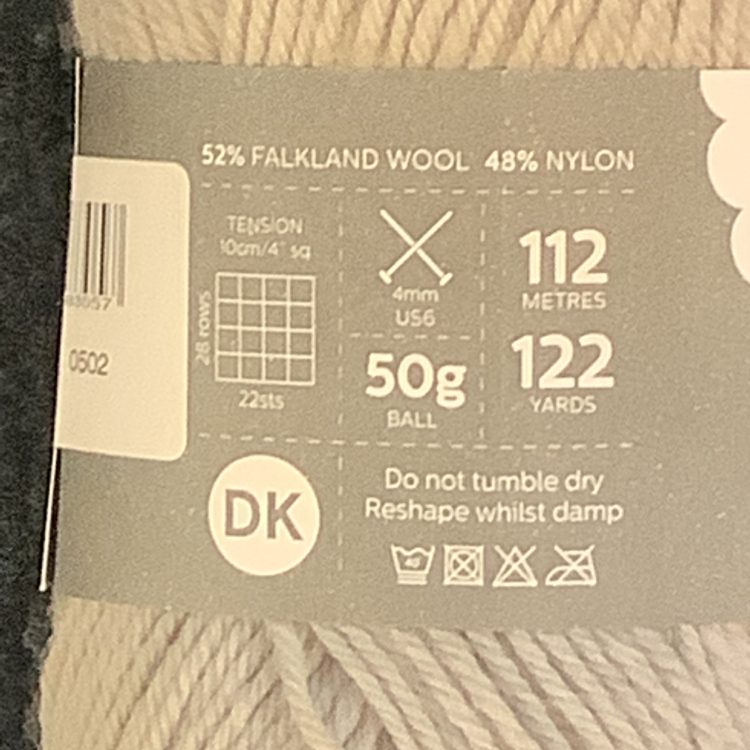 52% FALKLAND WOOL 48% NYLON
TENSION
10cm/4" sq
28 rows
22sts
4mm
US6
50g
BALL
112
METRES
122
YARDS
0502
DK
Do not tumble dry
Reshape whilst damp
40